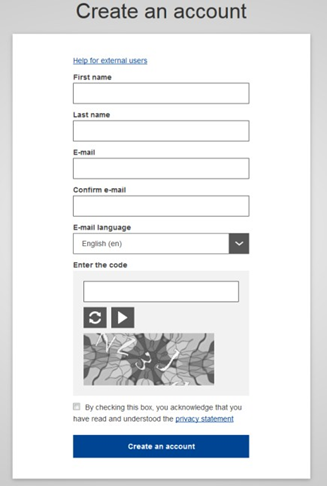 Create an account
Help for external users
First name
Last name
E-mail
Confirm e-mail
E-mail language
English (en)
Enter the code
By checking this box, you acknowledge that you
have read and understood the privacy statement
Create an account